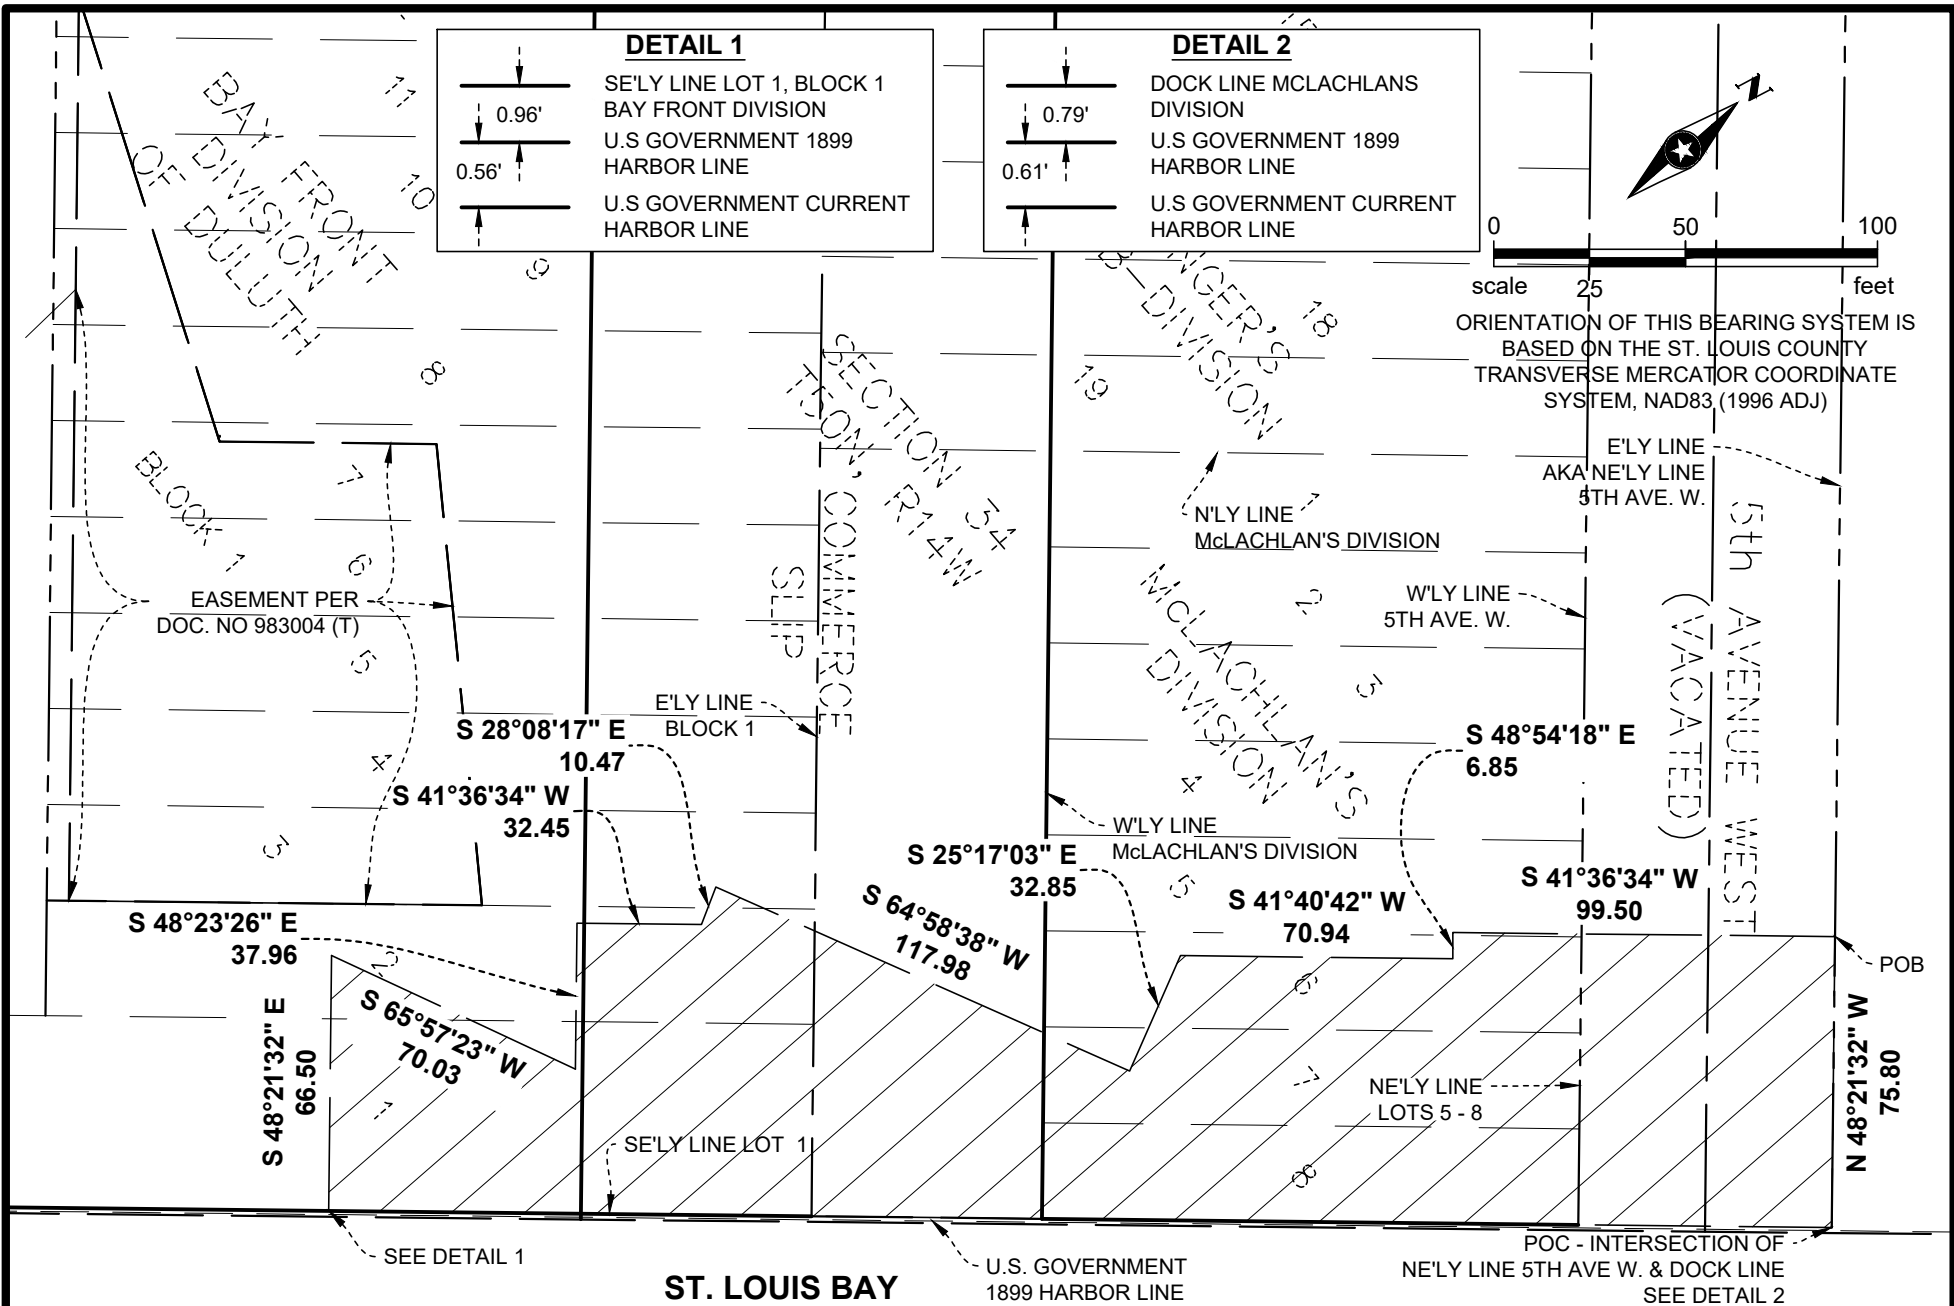 DETAIL 1
SE'LY LINE LOT 1, BLOCK 1
BAY FRONT DIVISION
0.96'
U.S GOVERNMENT 1899
HARBOR LINE
0.56'
U.S GOVERNMENT CURRENT
HARBOR LINE
DETAIL 2
DOCK LINE MCLACHLANS
DIVISION
0.79'
U.S GOVERNMENT 1899
HARBOR LINE
0.61'
U.S GOVERNMENT CURRENT
HARBOR LINE
N
0 50 100
scale 25 feet
ORIENTATION OF THIS BEARING SYSTEM IS
BASED ON THE ST. LOUIS COUNTY
TRANSVERSE MERCATOR COORDINATE
SYSTEM, NAD83 (1996 ADJ)
BAY FRONT
DIVISION
OF DULUTH
11
10
9
8
7
6
5
4
3
2
1
BLOCK 1
EASEMENT PER
DOC. NO 983004 (T)
SECTION 34
T50N, R14W
COMMERCE
SLIP
DIVISION
18
19
N'LY LINE
McLACHLAN'S DIVISION
E'LY LINE
AKA NE'LY LINE
5TH AVE. W.
W'LY LINE
5TH AVE. W.
5th AVENUE WEST
(VACATED)
McLACHLAN'S
DIVISION
1
2
3
4
5
6
7
8
E'LY LINE
BLOCK 1
W'LY LINE
McLACHLAN'S DIVISION
S 28°08'17" E
10.47
S 41°36'34" W
32.45
S 48°54'18" E
6.85
S 25°17'03" E
32.85
S 41°40'42" W
70.94
S 41°36'34" W
99.50
S 48°23'26" E
37.96
S 64°58'38" W
117.98
S 65°57'23" W
70.03
S 48°21'32" E
66.50
POB
N 48°21'32" W
75.80
NE'LY LINE
LOTS 5 - 8
SE'LY LINE LOT 1
SEE DETAIL 1
ST. LOUIS BAY
U.S. GOVERNMENT
1899 HARBOR LINE
POC - INTERSECTION OF
NE'LY LINE 5TH AVE W. & DOCK LINE
SEE DETAIL 2